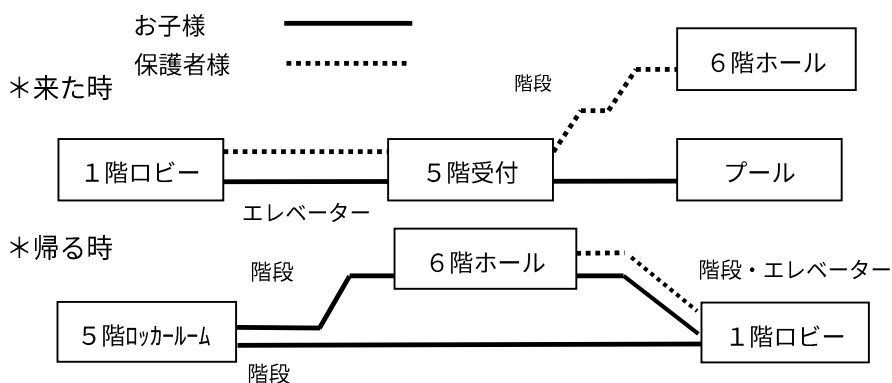 お子様
保護者様
＊来た時
階段
６階ホール
１階ロビー
５階受付
プール
エレベーター
＊帰る時
階段
６階ホール
階段・エレベーター
５階ロッカールーム
１階ロビー
階段